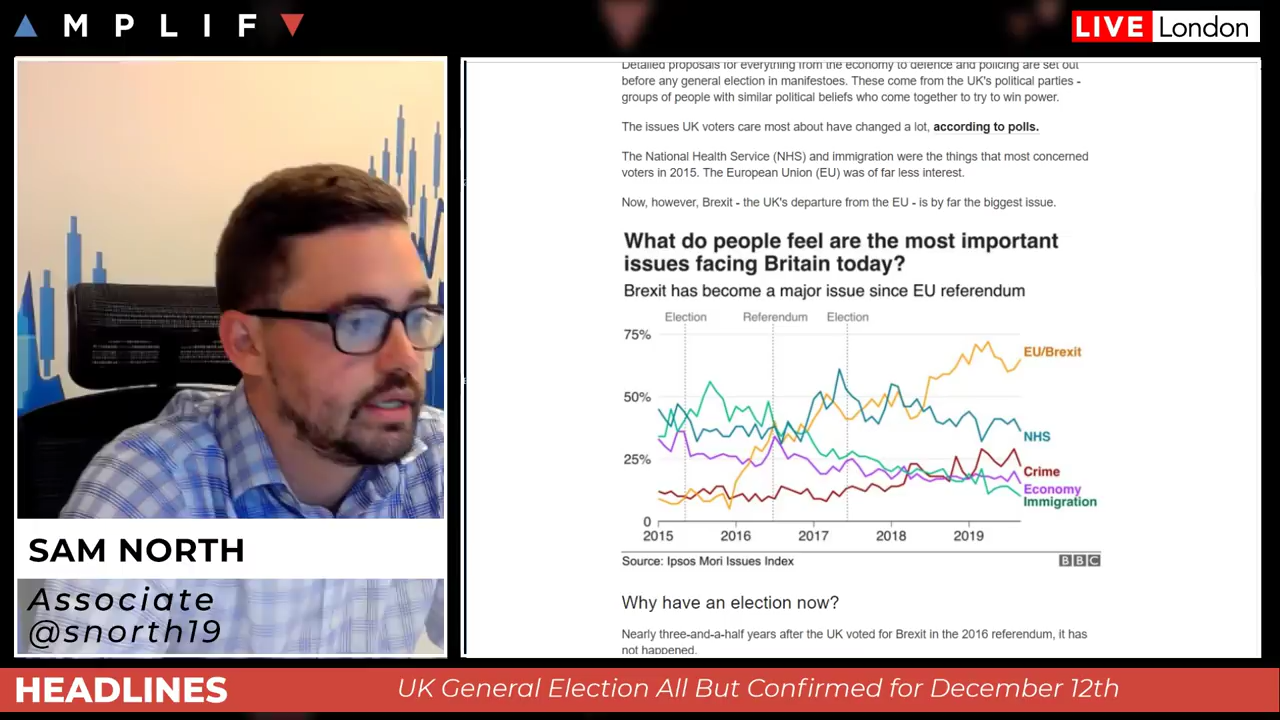 MPLIF
LIVE London
Detailed proposals for everything from the economy to defence and policing are set out
before any general election in manifestoes. These come from the UK's political parties -
groups of people with similar political beliefs who come together to try to win power.
The issues UK voters care most about have changed a lot, according to polls.
The National Health Service (NHS) and immigration were the things that most concerned
voters in 2015. The European Union (EU) was of far less interest.
Now, however, Brexit - the UK's departure from the EU - is by far the biggest issue.
What do people feel are the most important
issues facing Britain today?
Brexit has become a major issue since EU referendum
Election Referendum Election
75%
EU/Brexit
50%
NHS
25%
Crime
Economy
Immigration
0
2015 2016 2017 2018 2019
Source: Ipsos Mori Issues Index BBC
Why have an election now?
Nearly three-and-a-half years after the UK voted for Brexit in the 2016 referendum, it has
not happened.
SAM NORTH
Associate
@snorth19
HEADLINES UK General Election All But Confirmed for December 12th